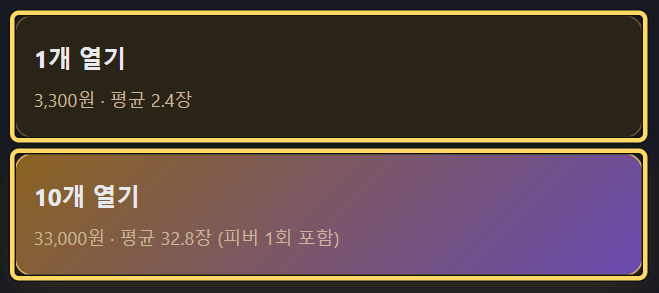 1개 열기
3,300원 · 평균 2.4장
10개 열기
33,000원 · 평균 32.8장 (피버 1회 포함)